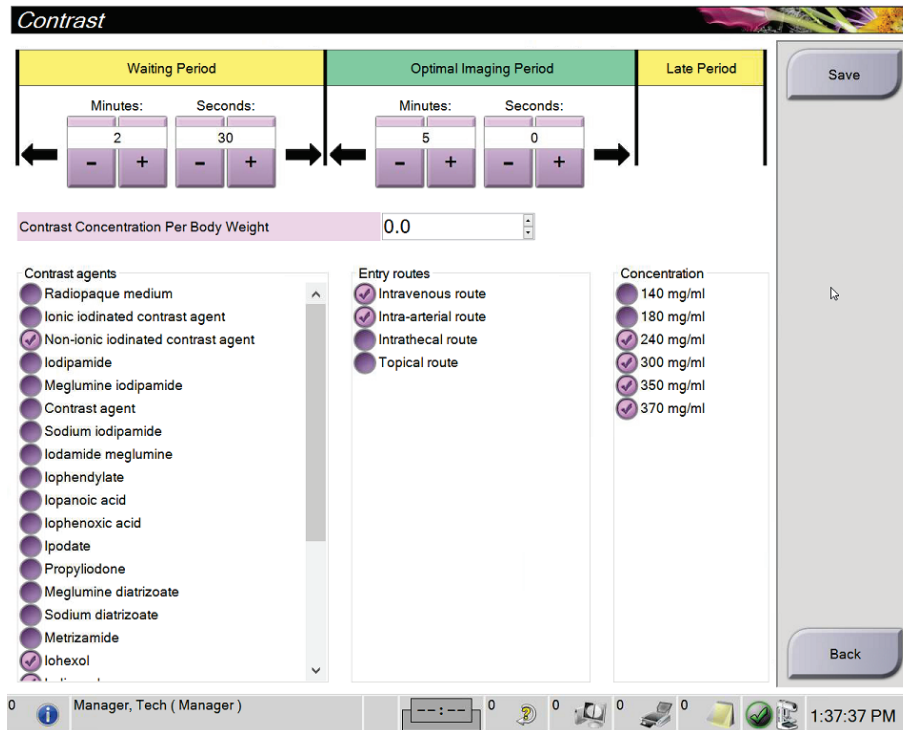 Contrast
Waiting Period
Optimal Imaging Period
Late Period
Save
Minutes:
Seconds:
Minutes:
Seconds:
2
30
5
0
- +
- +
- +
- +
Contrast Concentration Per Body Weight
0.0
Contrast agents
Radiopaque medium
Ionic iodinated contrast agent
Non-ionic iodinated contrast agent
Iodipamide
Meglumine iodipamide
Contrast agent
Sodium iodipamide
Iodamide meglumine
Iophendylate
Iopanoic acid
Iophenoxic acid
Ipodate
Propyliodone
Meglumine diatrizoate
Sodium diatrizoate
Metrizamide
Iohexol
Entry routes
Intravenous route
Intra-arterial route
Intrathecal route
Topical route
Concentration
140 mg/ml
180 mg/ml
240 mg/ml
300 mg/ml
350 mg/ml
370 mg/ml
Back
0
Manager, Tech ( Manager )
--:--
0
0
0
0
1:37:37 PM